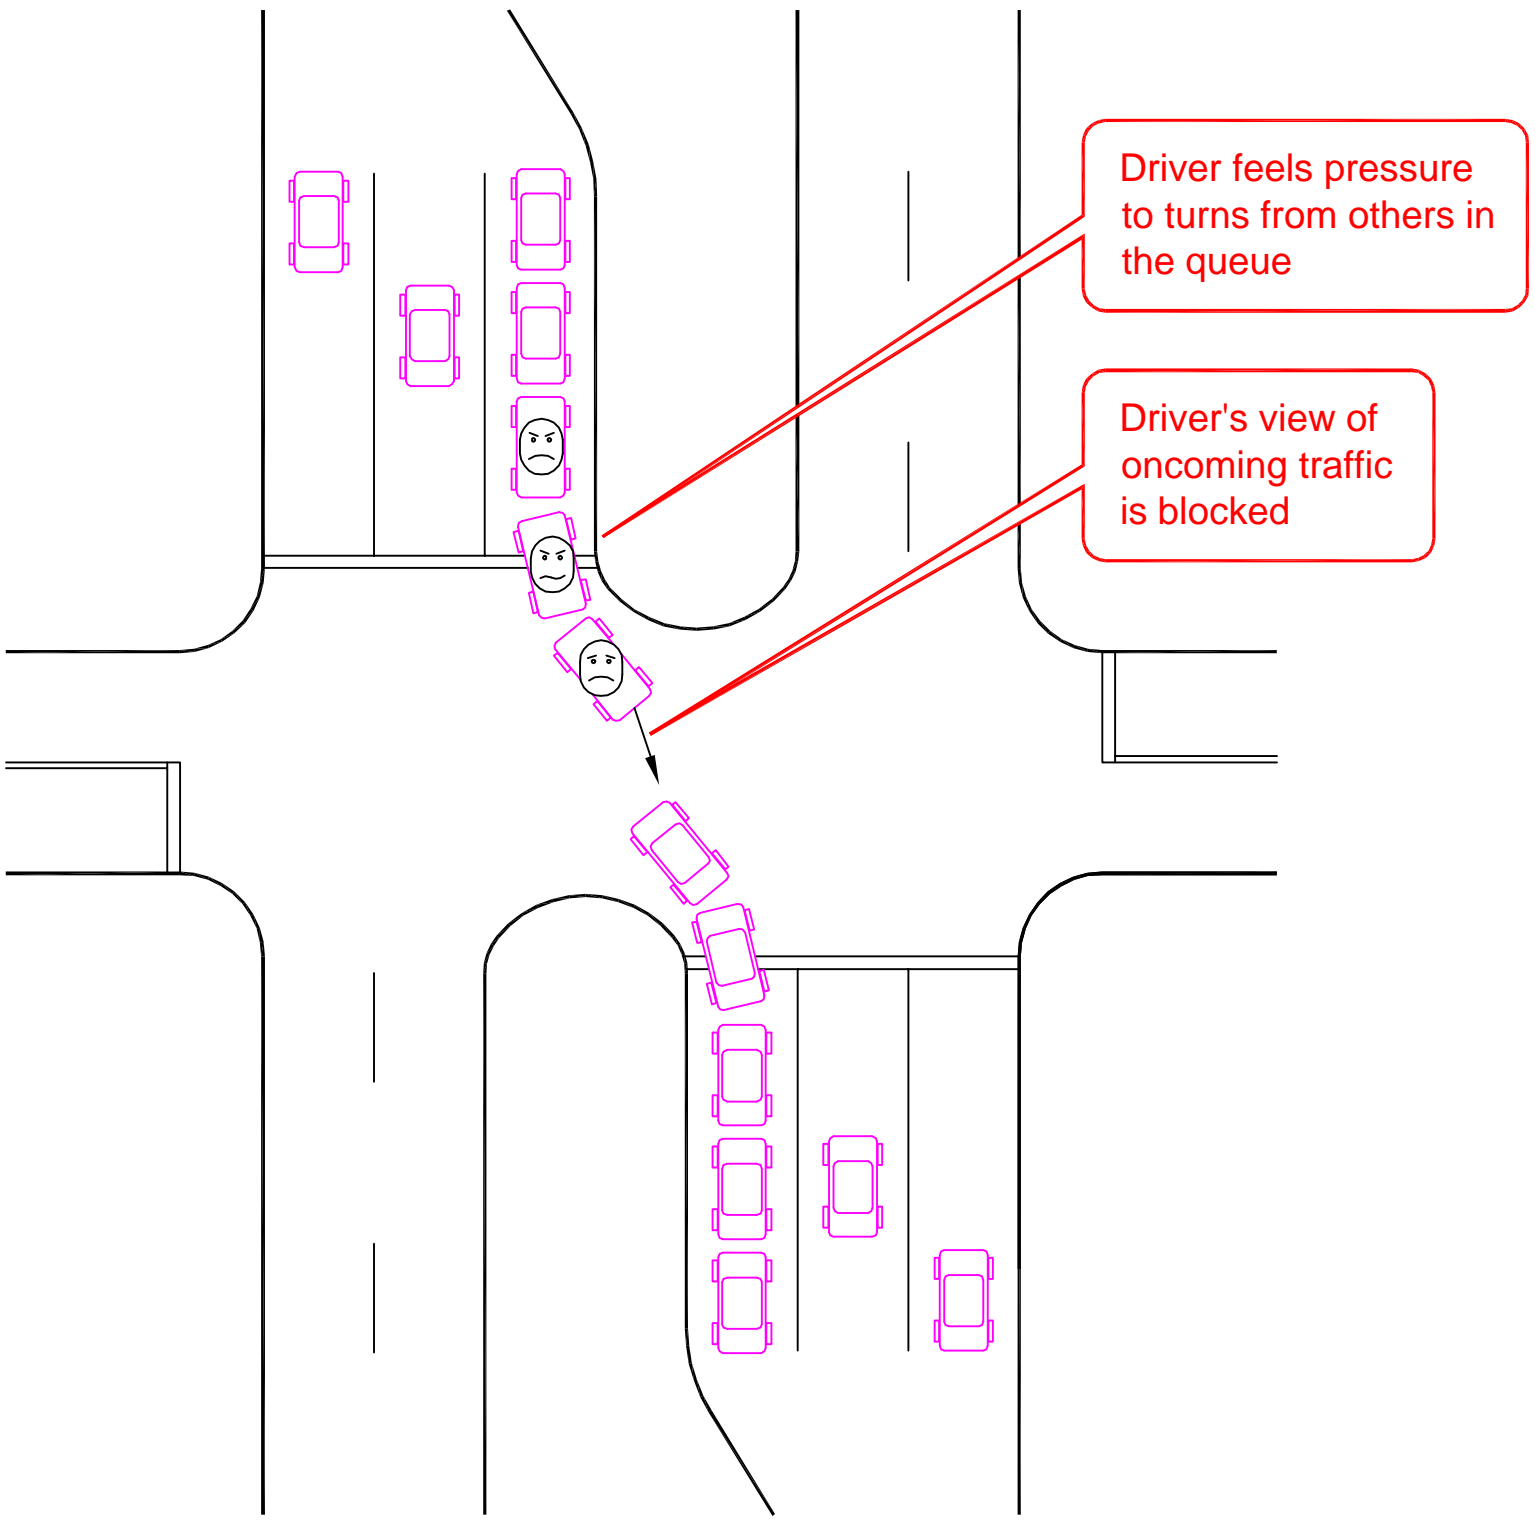 Driver feels pressure
to turns from others in
the queue
Driver's view of
oncoming traffic
is blocked